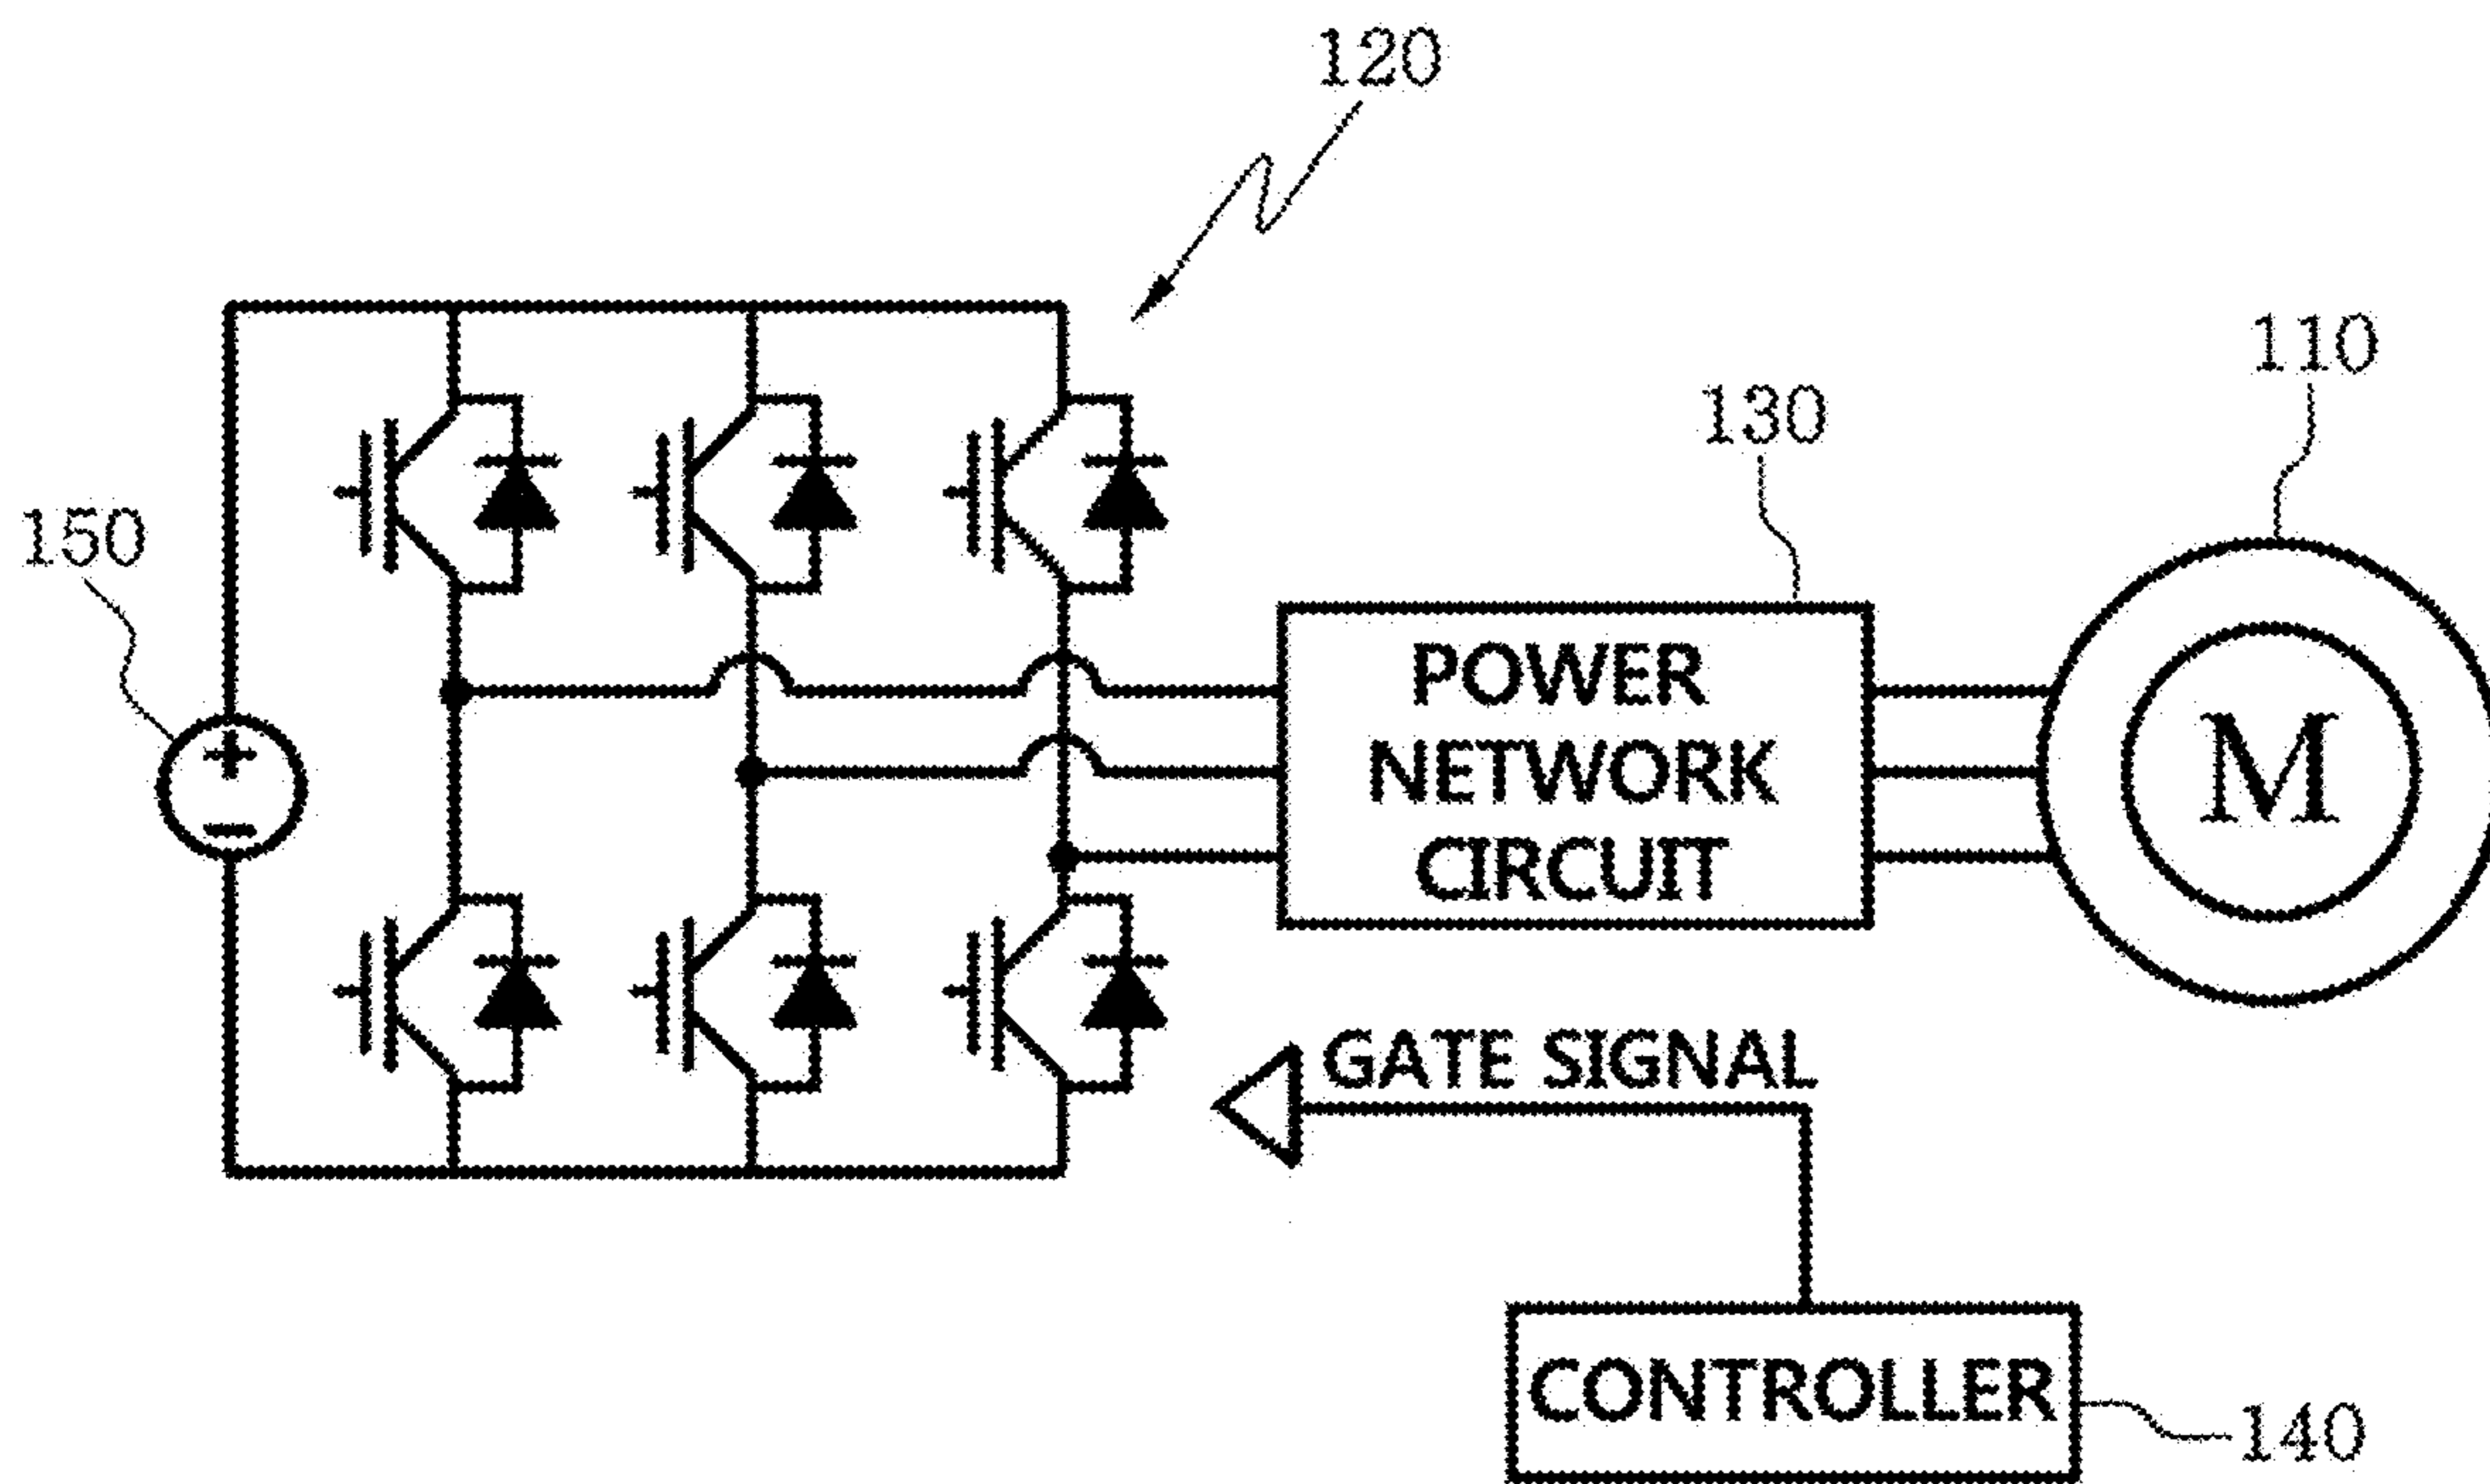 120
110
130
150
POWER
NETWORK
CIRCUIT
M
GATE SIGNAL
CONTROLLER
140